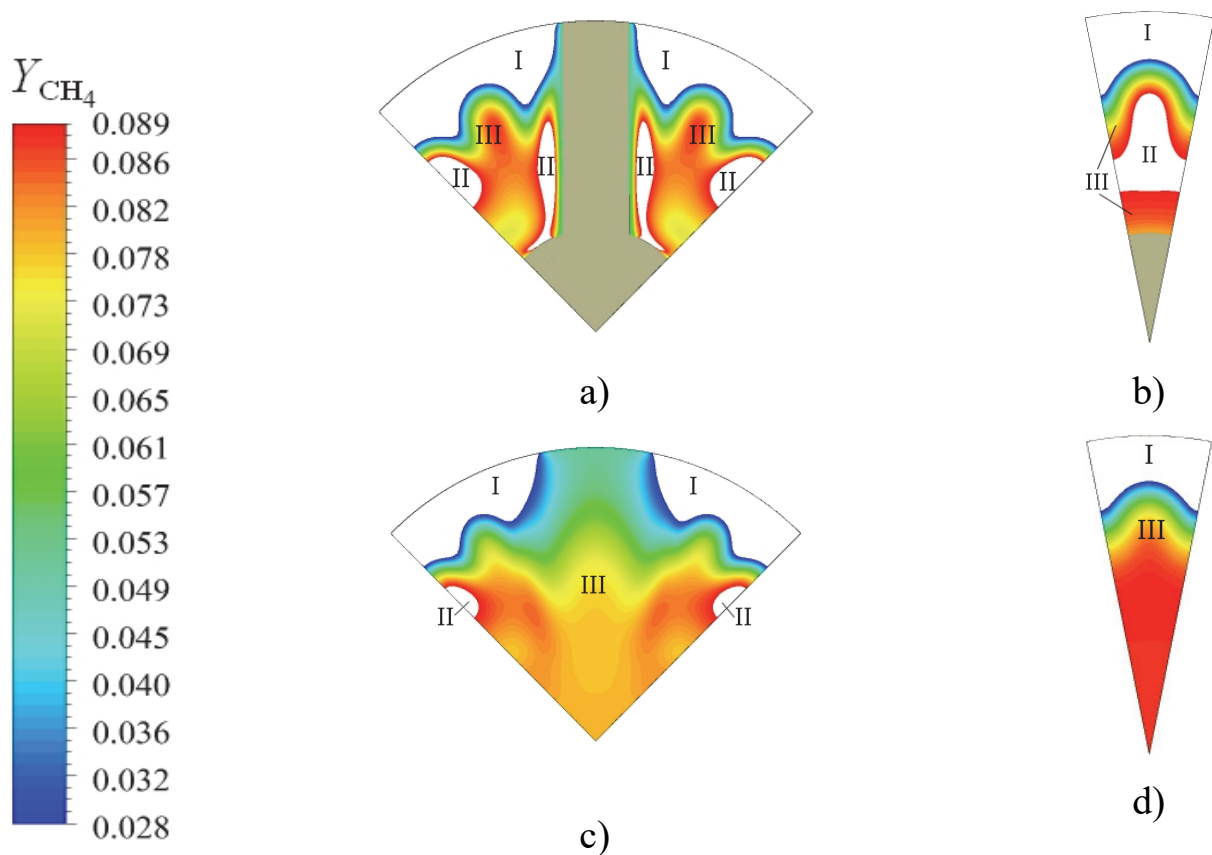 Y_CH₄
0.089
0.086
0.082
0.078
0.073
0.069
0.065
0.061
0.057
0.053
0.049
0.045
0.040
0.036
0.032
0.028
I I
III III
II II II II
a)
I
II
III
b)
I I
III
II II
c)
I
III
d)